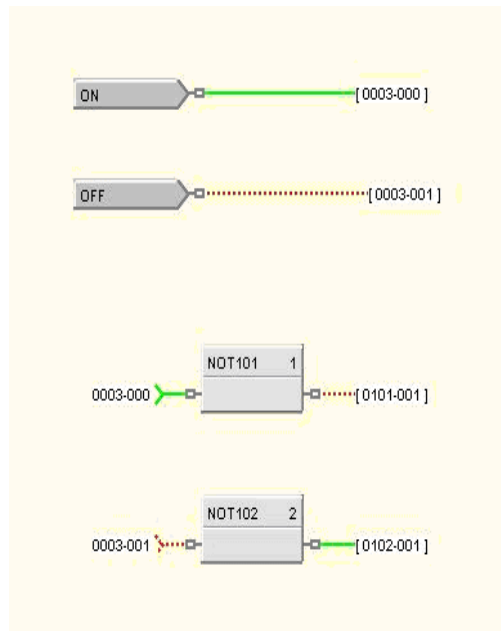 ON [ 0003-000 ]
OFF [ 0003-001 ]
NOT101 1
0003-000 [ 0101-001 ]
NOT102 2
0003-001 [ 0102-001 ]